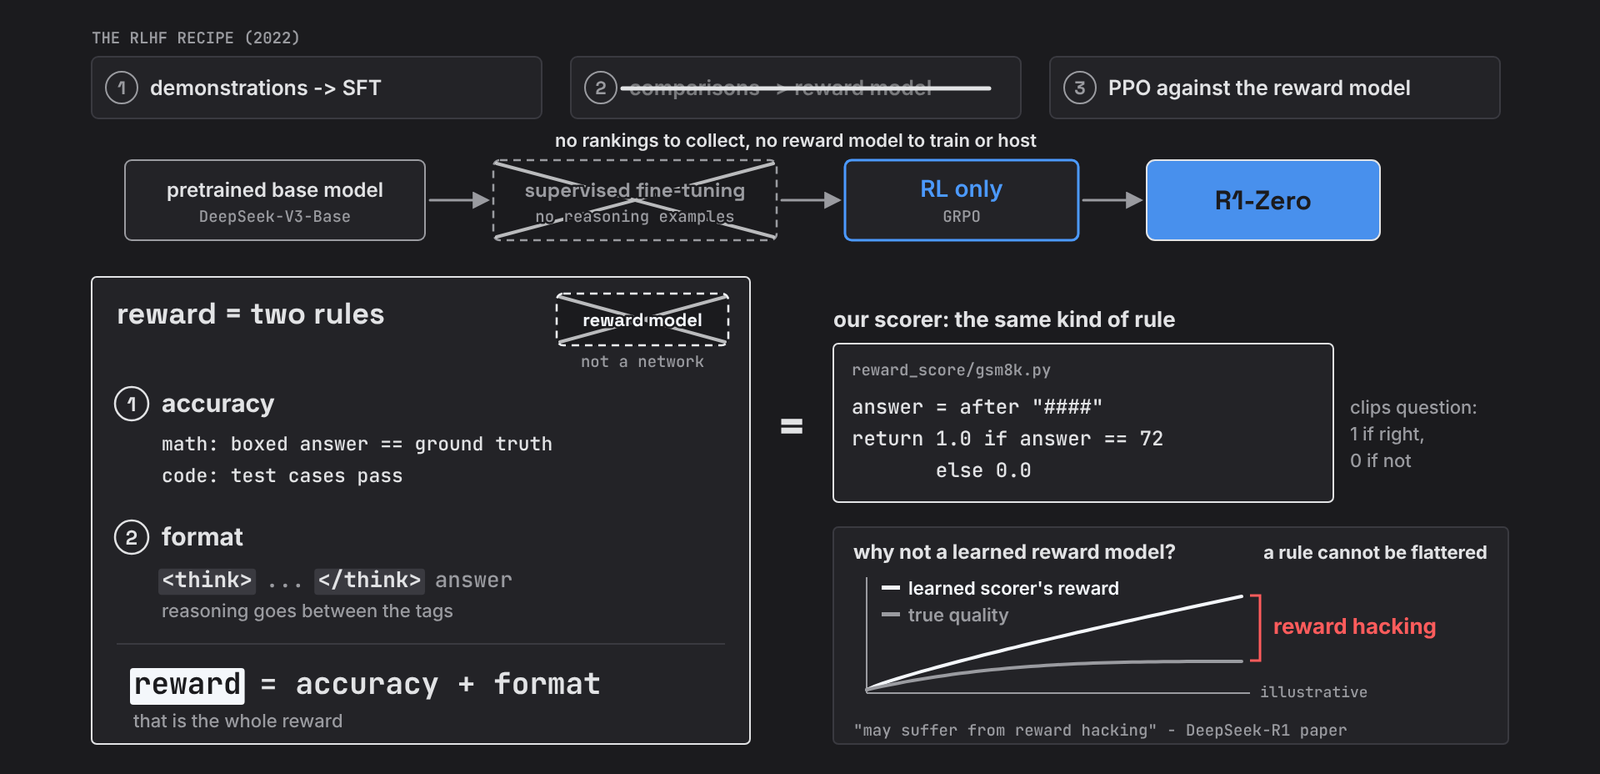 THE RLHF RECIPE (2022)
1 demonstrations -> SFT
2 comparisons -> reward model
3 PPO against the reward model
no rankings to collect, no reward model to train or host
pretrained base model
DeepSeek-V3-Base
supervised fine-tuning
no reasoning examples
RL only
GRPO
R1-Zero
reward = two rules
reward model
not a network
1 accuracy
math: boxed answer == ground truth
code: test cases pass
2 format
<think> ... </think> answer
reasoning goes between the tags
reward = accuracy + format
that is the whole reward
=
our scorer: the same kind of rule
reward_score/gsm8k.py
answer = after "####"
return 1.0 if answer == 72
else 0.0
clips question:
1 if right,
0 if not
why not a learned reward model?
a rule cannot be flattered
learned scorer's reward
true quality
reward hacking
illustrative
"may suffer from reward hacking" - DeepSeek-R1 paper